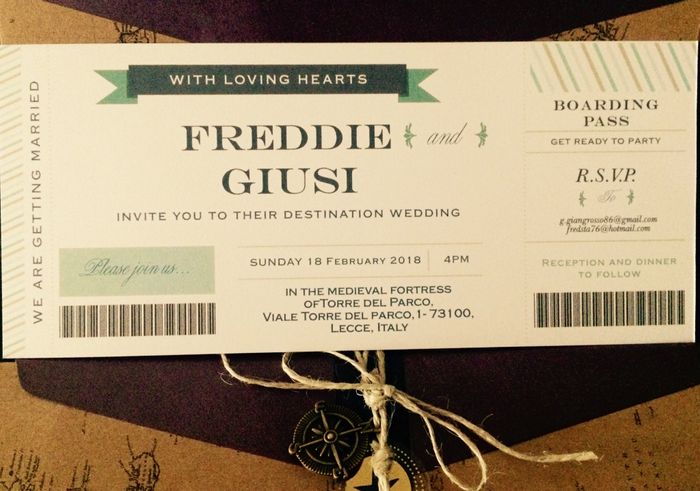 WE ARE GETTING MARRIED
WITH LOVING HEARTS
FREDDIE and
GIUSI
INVITE YOU TO THEIR DESTINATION WEDDING
Please join us...
SUNDAY 18 FEBRUARY 2018 4PM
IN THE MEDIEVAL FORTRESS
OFTORRE DEL PARCO,
VIALE TORRE DEL PARCO,1- 73100,
LECCE, ITALY
BOARDING
PASS
GET READY TO PARTY
R.S.V.P.
To
g.giangrosso86@gmail.com
fredsta76@hotmail.com
RECEPTION AND DINNER
TO FOLLOW